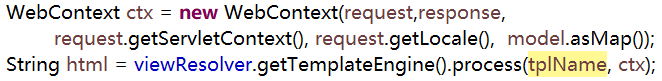 WebContext ctx = new WebContext(request,response,
request.getServletContext(), request.getLocale(),  model.asMap());
String html = viewResolver.getTemplateEngine().process(tplName, ctx);